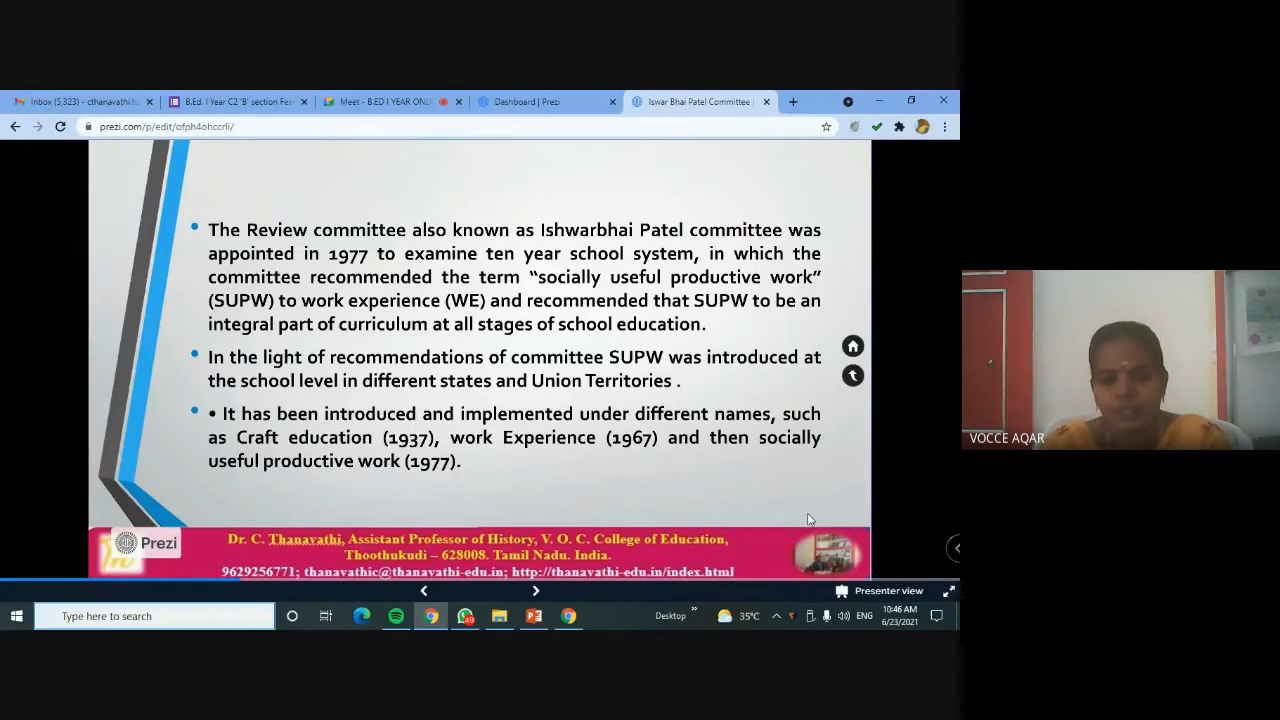 Inbox (5,323) - cthanavathi.t
B.Ed. I Year C2 'B' section Fee
Meet - B.ED I YEAR ONL
Dashboard | Prezi
Iswar Bhai Patel Committee |
prezi.com/p/edit/ofph4ohccrli/
• The Review committee also known as Ishwarbhai Patel committee was
appointed in 1977 to examine ten year school system, in which the
committee recommended the term “socially useful productive work”
(SUPW) to work experience (WE) and recommended that SUPW to be an
integral part of curriculum at all stages of school education.
• In the light of recommendations of committee SUPW was introduced at
the school level in different states and Union Territories .
• • It has been introduced and implemented under different names, such
as Craft education (1937), work Experience (1967) and then socially
useful productive work (1977).
VOCCE AQAR
Prezi
Dr. C. Thanavathi, Assistant Professor of History, V. O. C. College of Education,
Thoothukudi – 628008. Tamil Nadu. India.
9629256771; thanavathic@thanavathi-edu.in; http://thanavathi-edu.in/index.html
Presenter view
Type here to search
49
Desktop
35°C
ENG
10:46 AM
6/23/2021